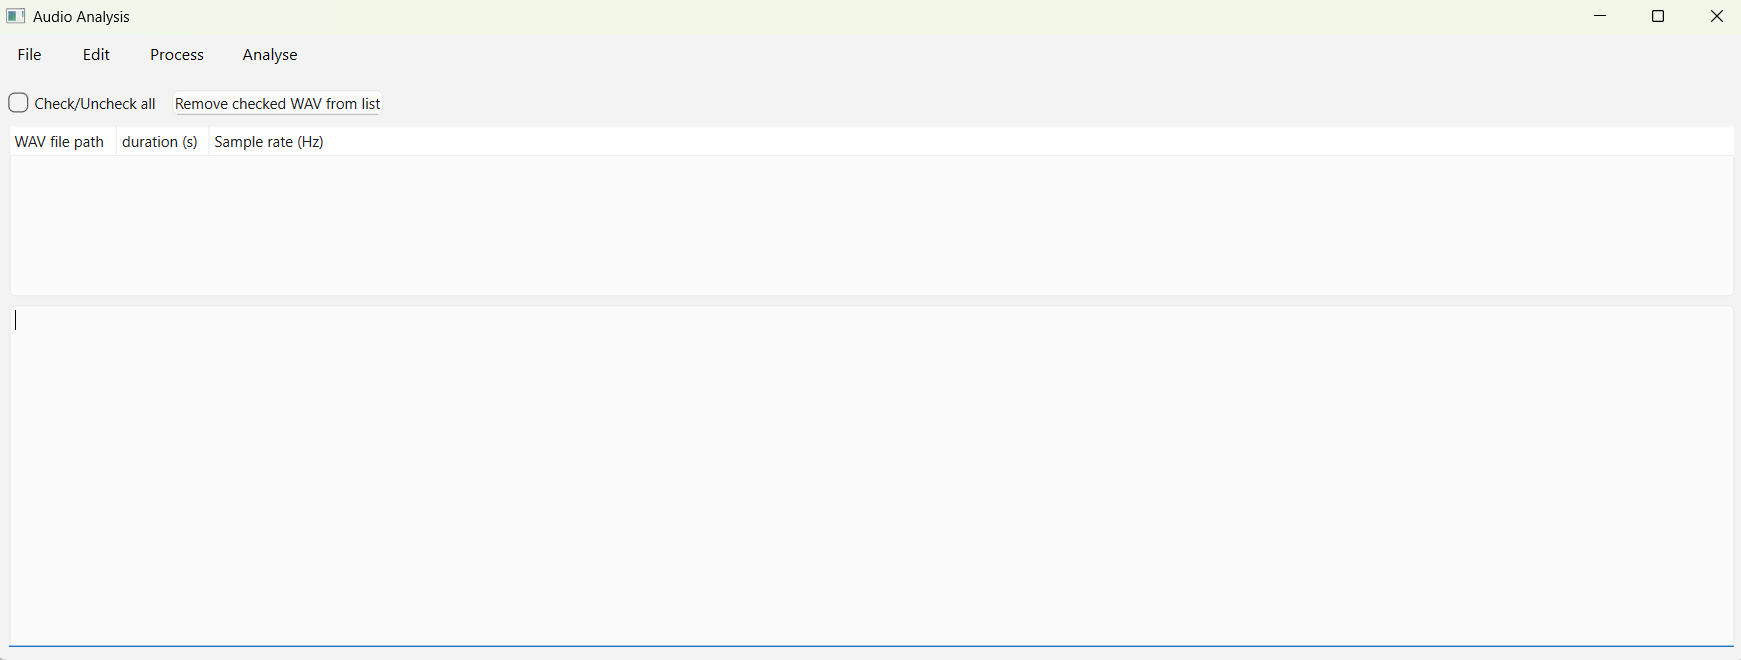 Audio Analysis
File Edit Process Analyse
Check/Uncheck all Remove checked WAV from list
WAV file path duration (s) Sample rate (Hz)